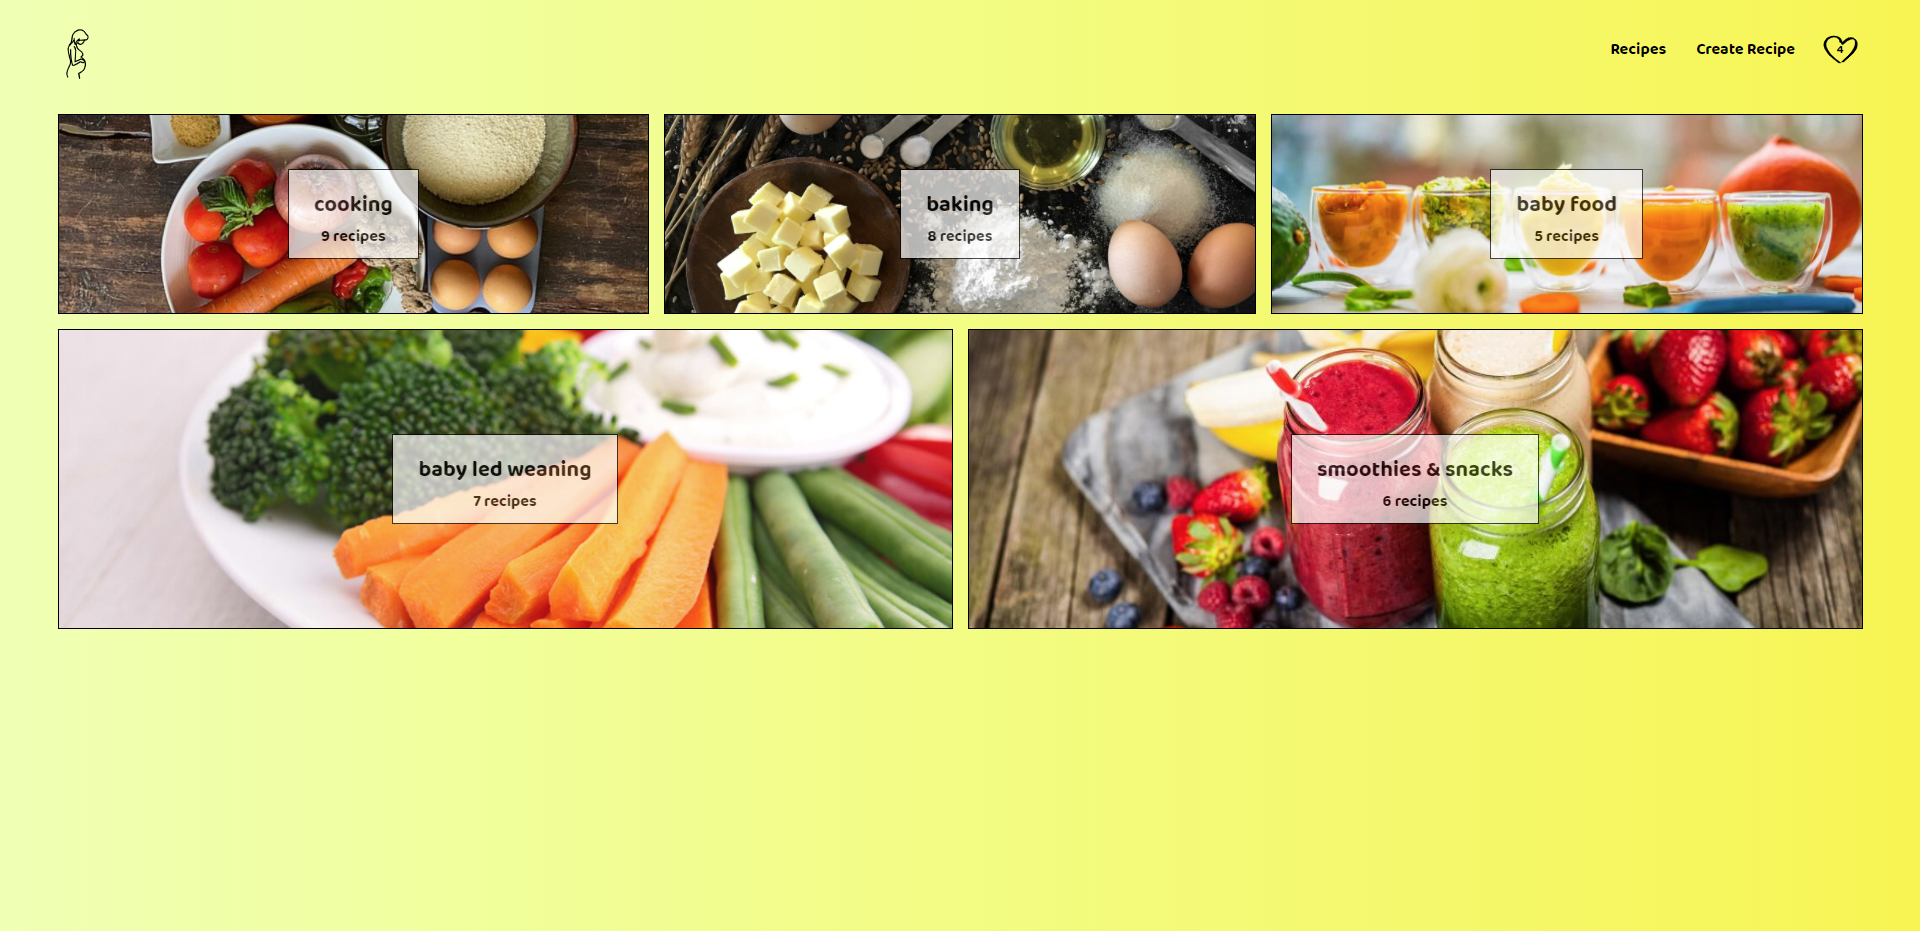 Recipes
Create Recipe
4
cooking
9 recipes
baking
8 recipes
baby food
5 recipes
baby led weaning
7 recipes
smoothies & snacks
6 recipes